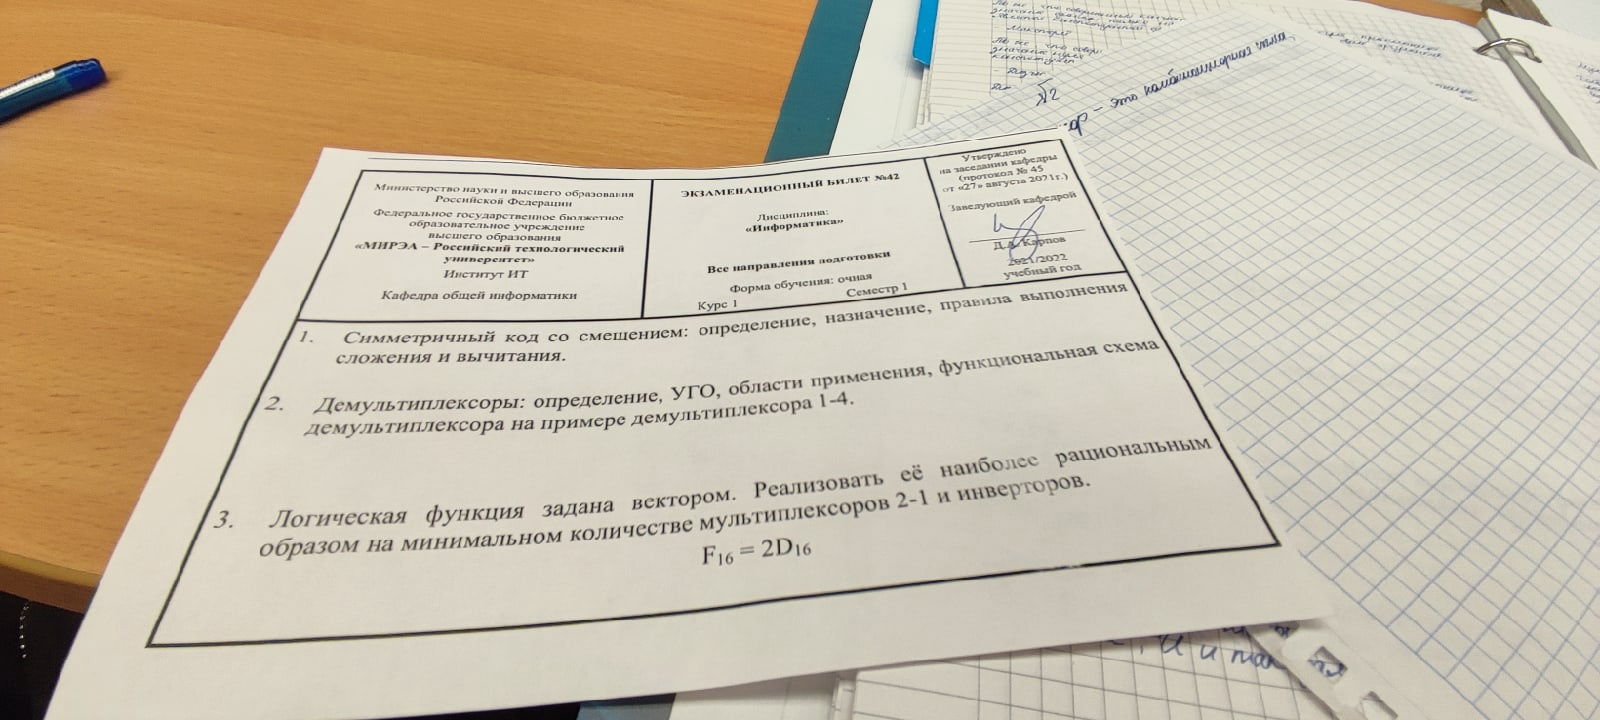 Министерство науки и высшего образования
Российской Федерации
Федеральное государственное бюджетное
образовательное учреждение
высшего образования
«МИРЭА – Российский технологический
университет»
Институт ИТ
Кафедра общей информатики
ЭКЗАМЕНАЦИОННЫЙ БИЛЕТ №42
Дисциплина:
«Информатика»
Все направления подготовки
Форма обучения: очная
Курс 1 Семестр 1
Утверждено
на заседании кафедры
(протокол № 45
от «27» августа 2021г.)
Заведующий кафедрой
Д.А. Карпов
2021/2022
учебный год
1. Симметричный код со смещением: определение, назначение, правила выполнения
сложения и вычитания.
2. Демультиплексоры: определение, УГО, области применения, функциональная схема
демультиплексора на примере демультиплексора 1-4.
3. Логическая функция задана вектором. Реализовать её наиболее рациональным
образом на минимальном количестве мультиплексоров 2-1 и инверторов.
F₁₆ = 2D₁₆
– это комбинационная